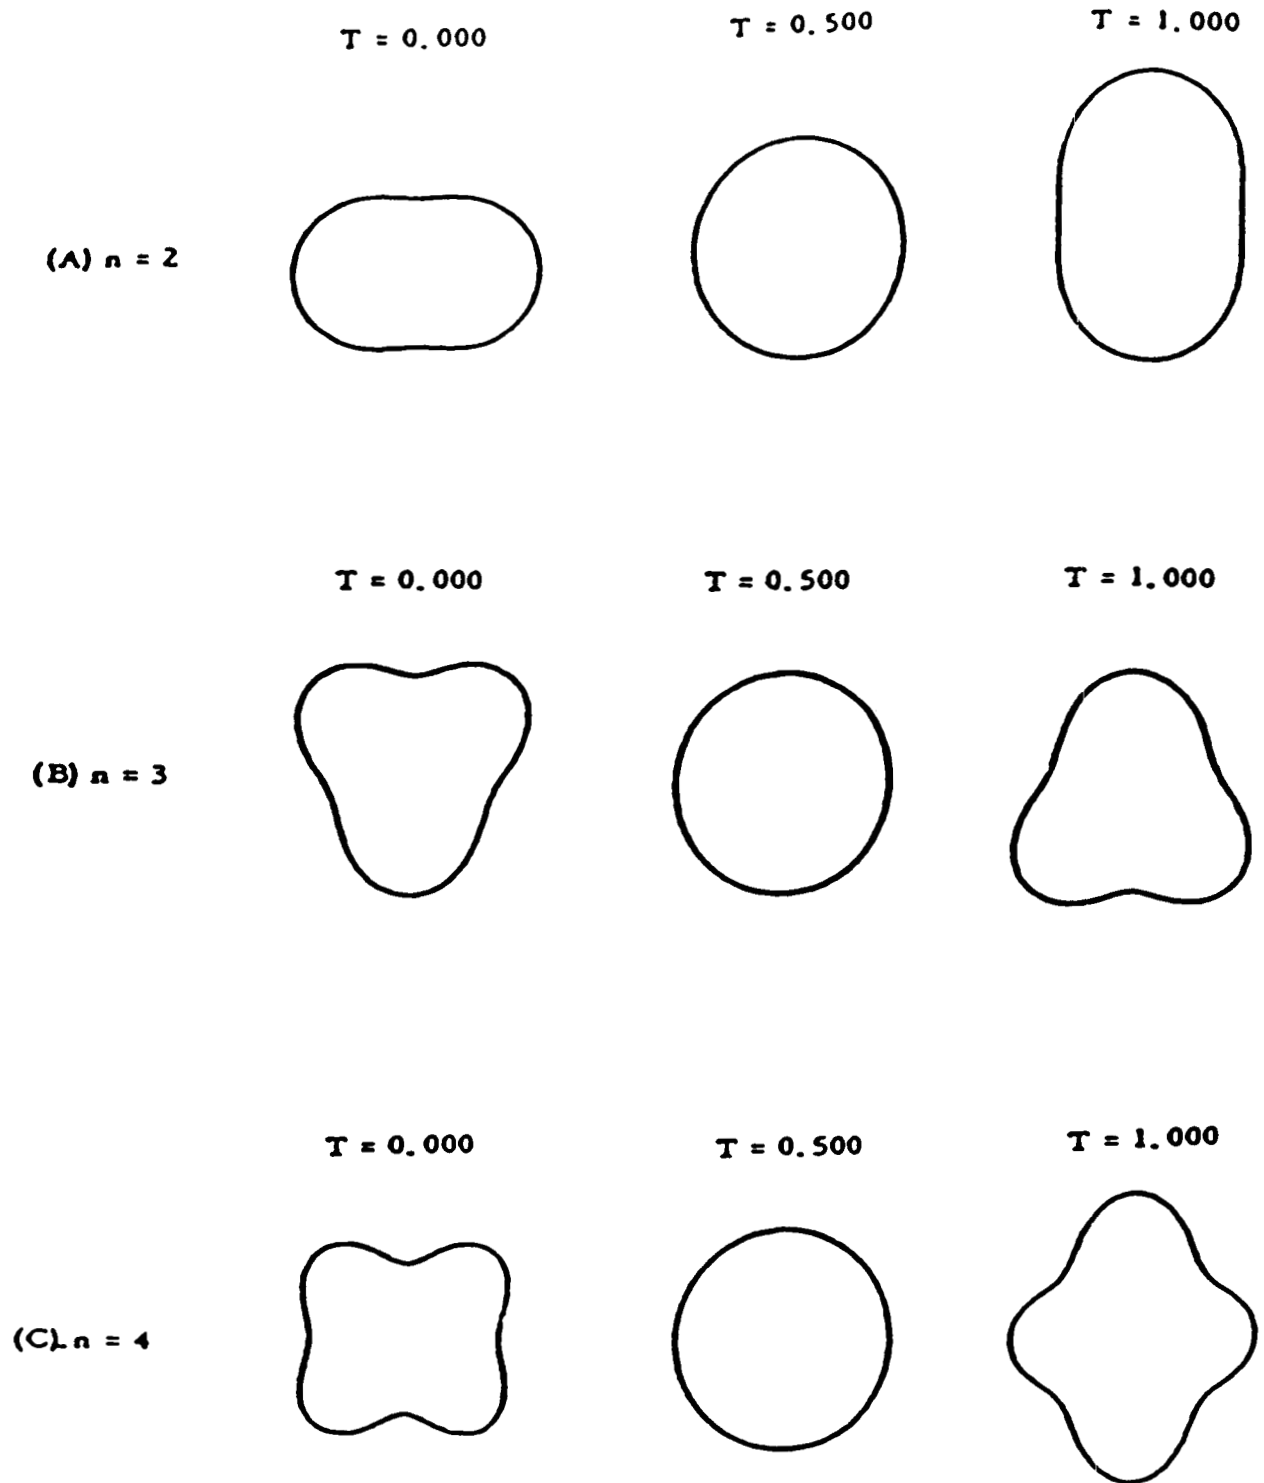 T = 0.000
T = 0.500
T = 1.000
(A) n = 2
T = 0.000
T = 0.500
T = 1.000
(B) n = 3
T = 0.000
T = 0.500
T = 1.000
(C) n = 4